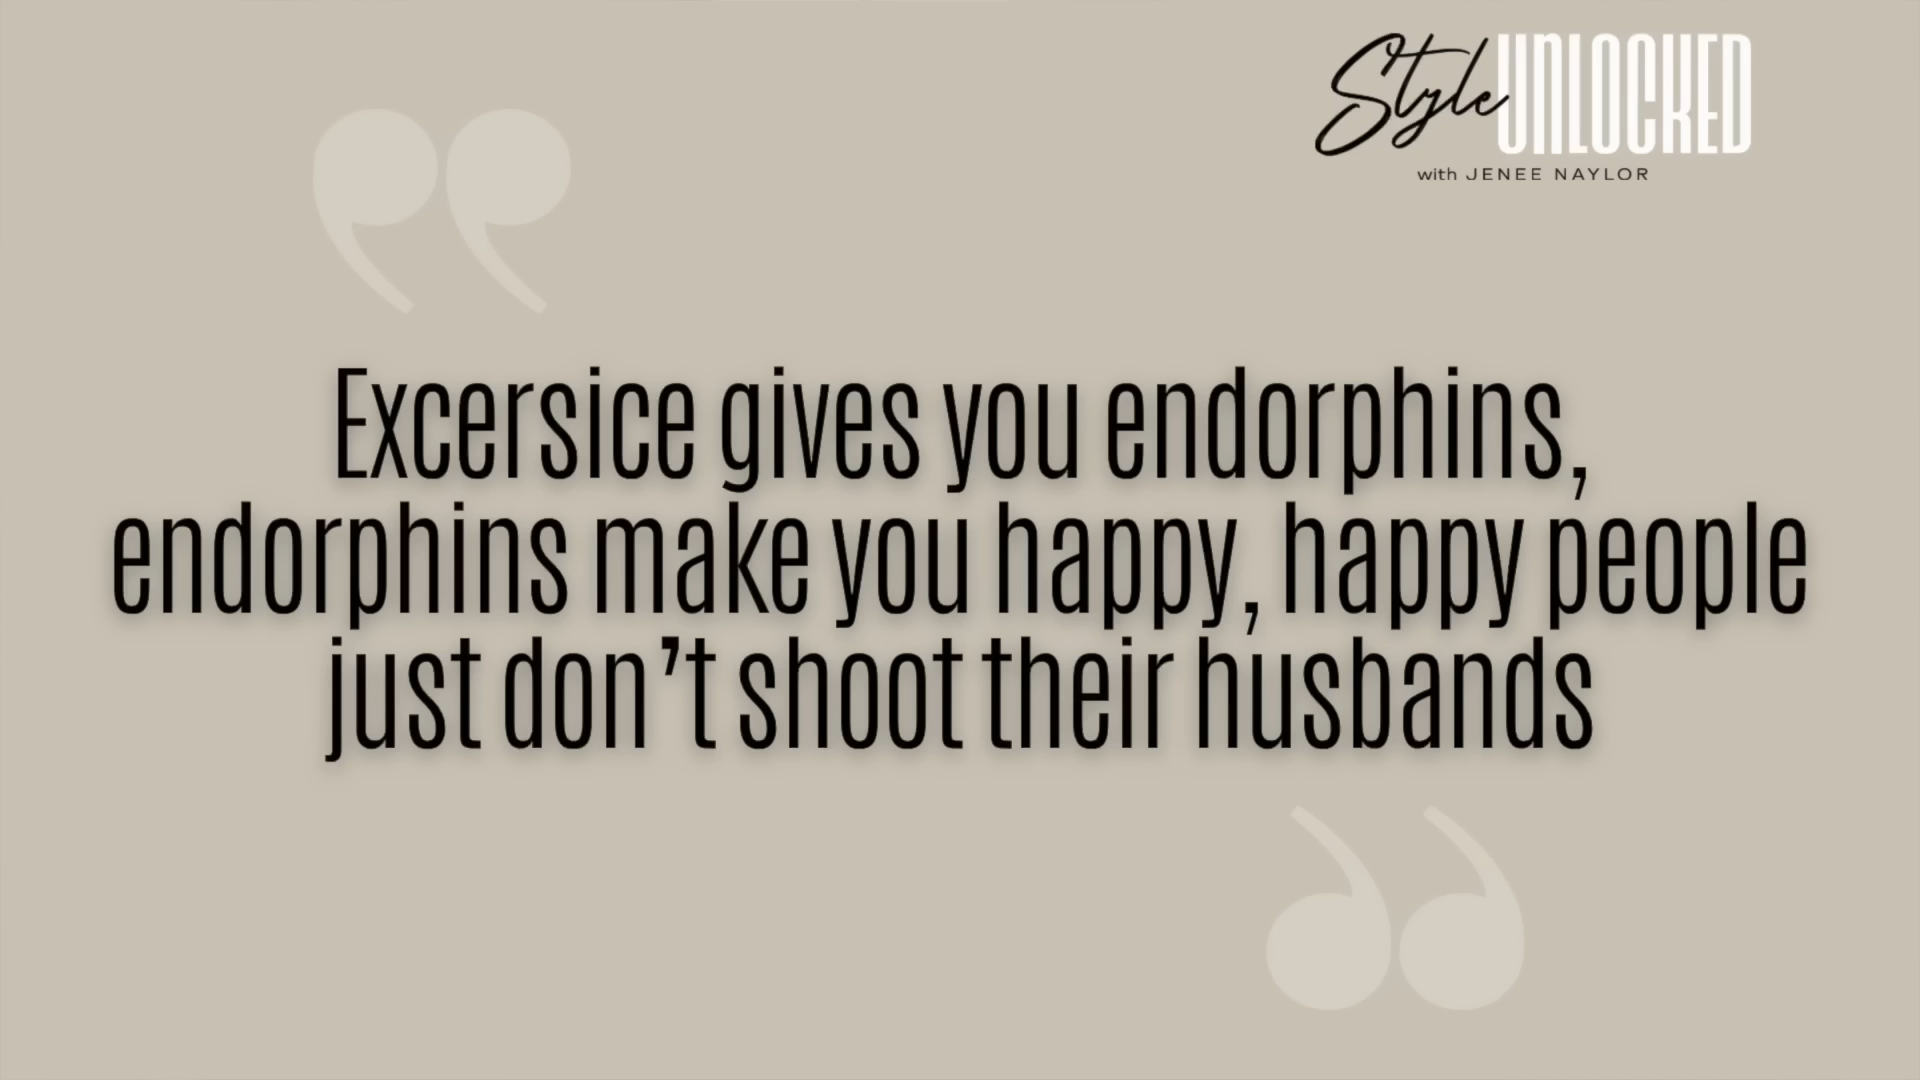 Style UNLOCKED
with JENEE NAYLOR
Excersice gives you endorphins,
endorphins make you happy, happy people
just don’t shoot their husbands